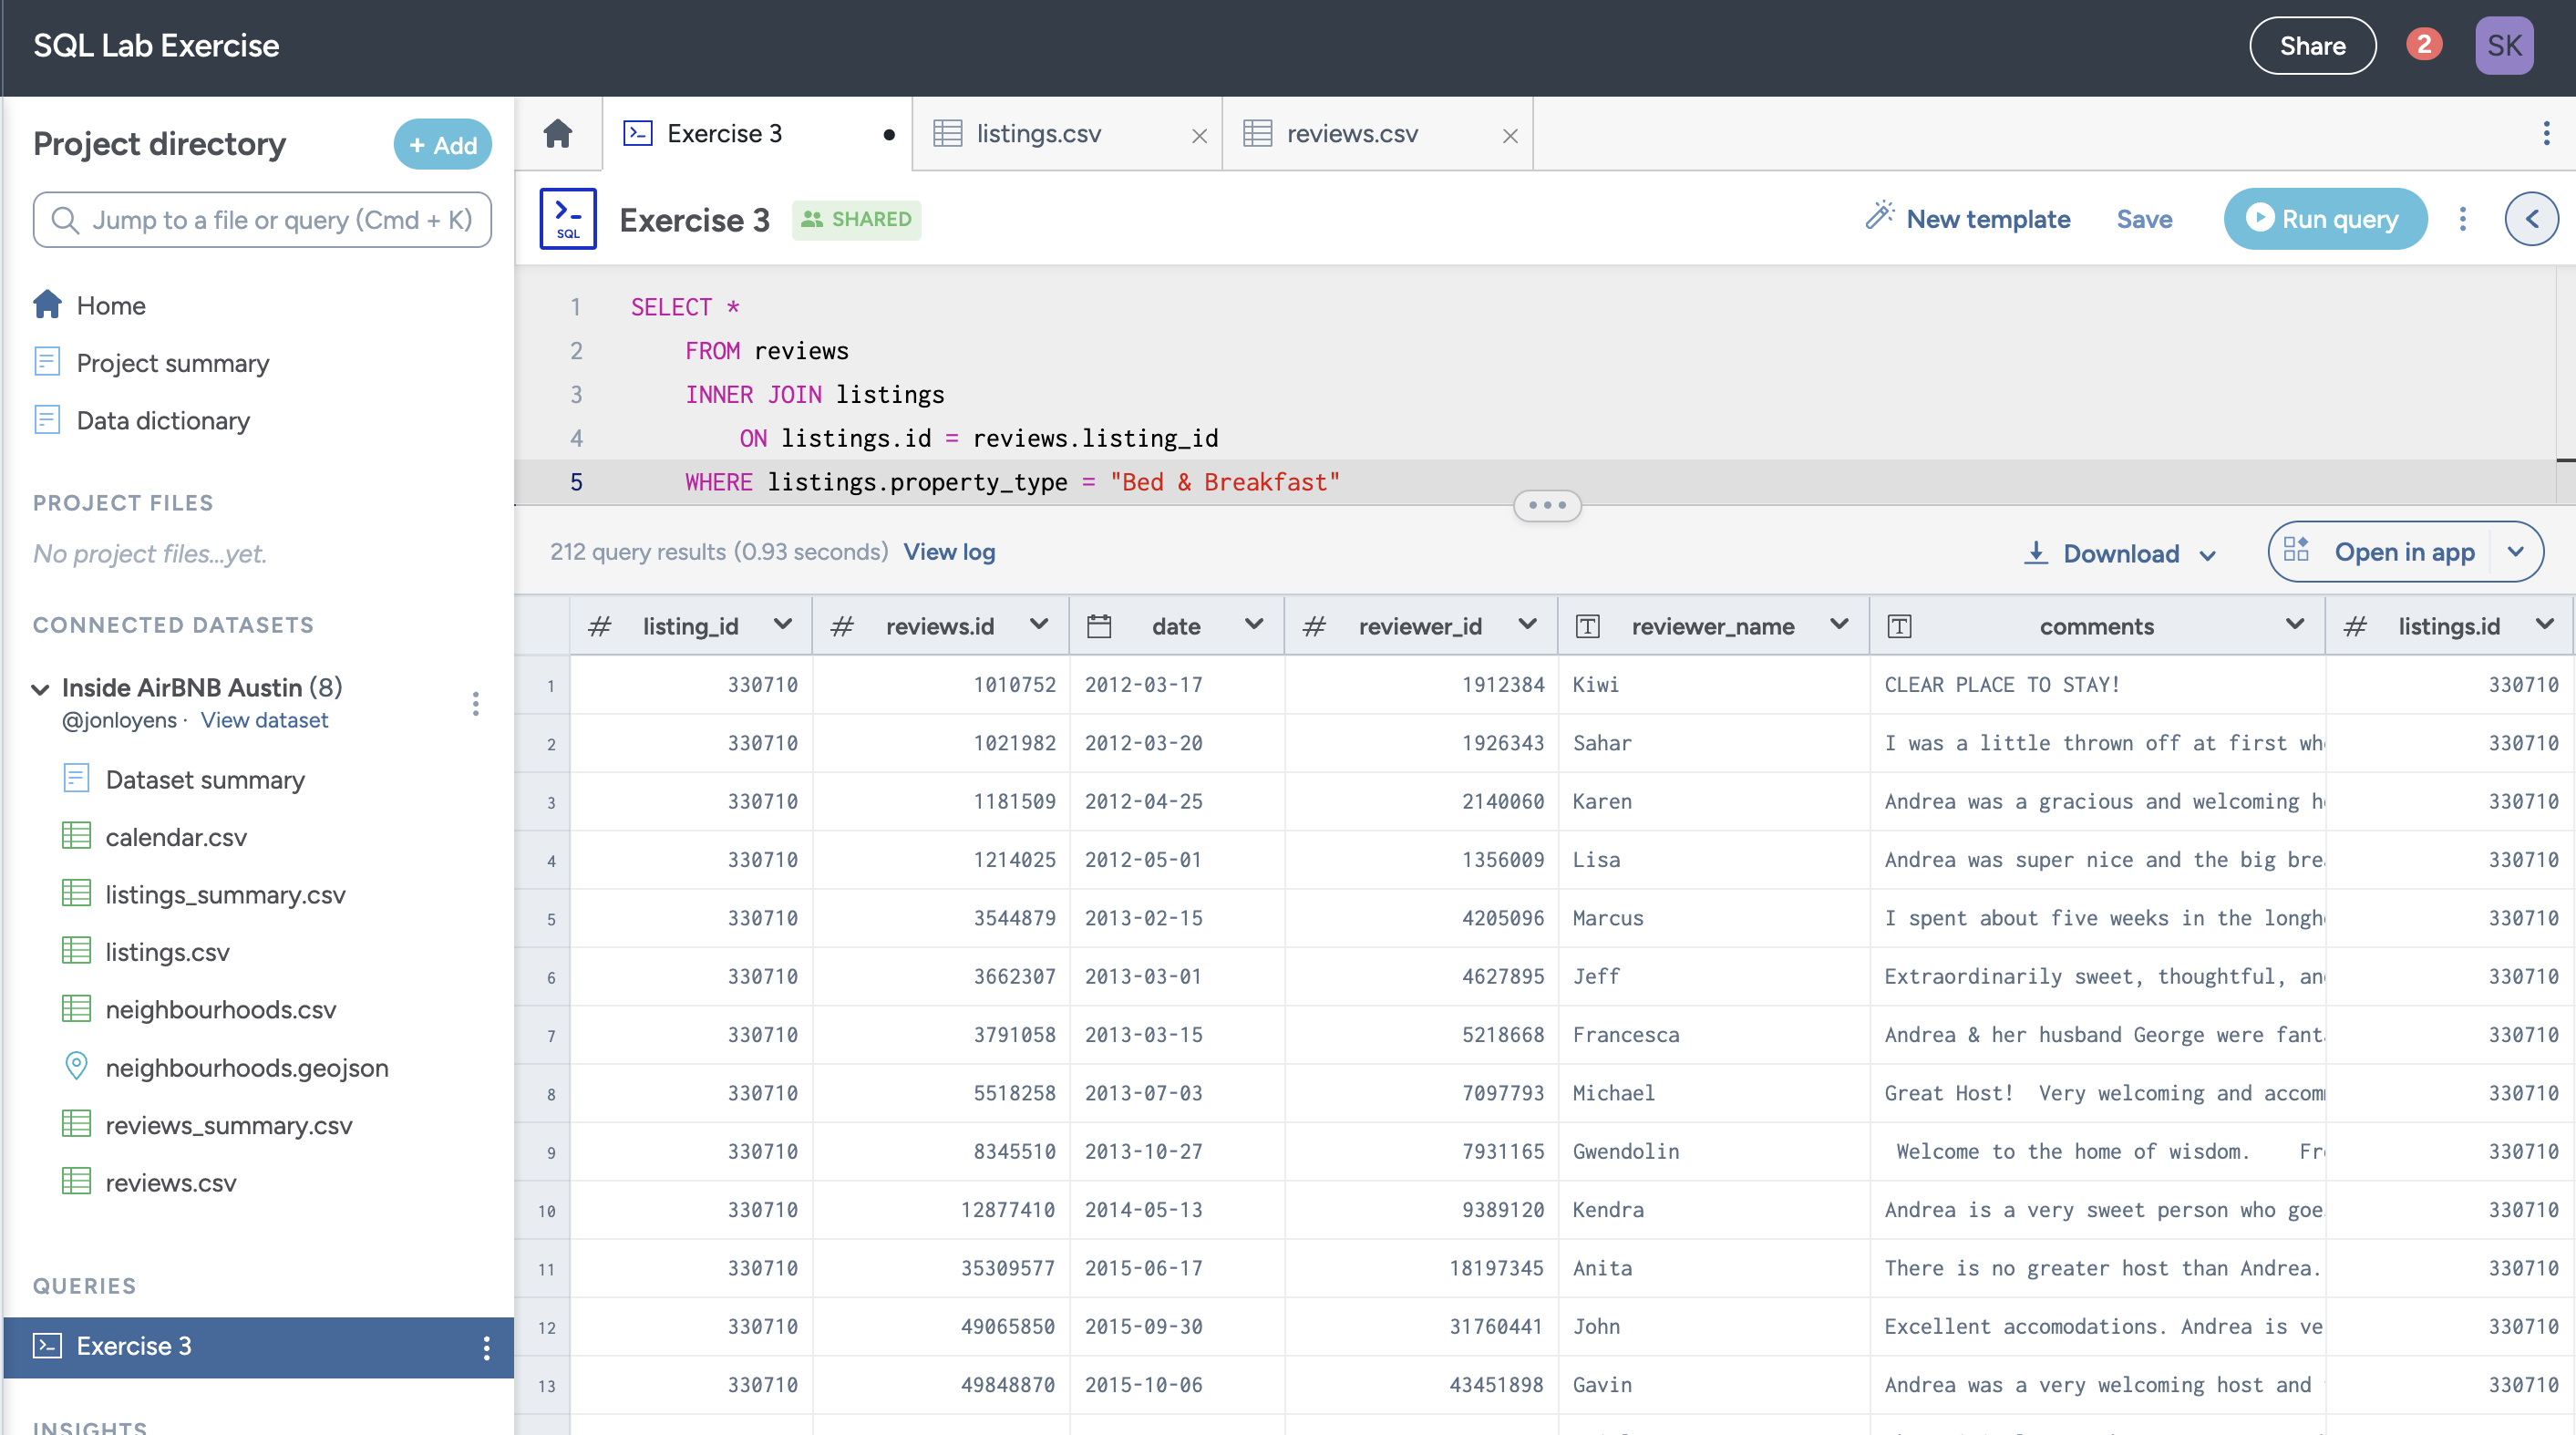 SQL Lab Exercise
Share
2
SK
Project directory
+ Add
Jump to a file or query (Cmd + K)
Home
Project summary
Data dictionary
PROJECT FILES
No project files...yet.
CONNECTED DATASETS
Inside AirBNB Austin (8)
@jonloyens · View dataset
Dataset summary
calendar.csv
listings_summary.csv
listings.csv
neighbourhoods.csv
neighbourhoods.geojson
reviews_summary.csv
reviews.csv
QUERIES
Exercise 3
INSIGHTS
Exercise 3
listings.csv
reviews.csv
SQL
Exercise 3
SHARED
New template
Save
Run query
1 SELECT *
2 FROM reviews
3 INNER JOIN listings
4 ON listings.id = reviews.listing_id
5 WHERE listings.property_type = "Bed & Breakfast"
212 query results (0.93 seconds) View log
Download
Open in app
# listing_id # reviews.id date # reviewer_id T reviewer_name T comments # listings.id
1 330710 1010752 2012-03-17 1912384 Kiwi CLEAR PLACE TO STAY! 330710
2 330710 1021982 2012-03-20 1926343 Sahar I was a little thrown off at first wh 330710
3 330710 1181509 2012-04-25 2140060 Karen Andrea was a gracious and welcoming h 330710
4 330710 1214025 2012-05-01 1356009 Lisa Andrea was super nice and the big bre 330710
5 330710 3544879 2013-02-15 4205096 Marcus I spent about five weeks in the longh 330710
6 330710 3662307 2013-03-01 4627895 Jeff Extraordinarily sweet, thoughtful, an 330710
7 330710 3791058 2013-03-15 5218668 Francesca Andrea & her husband George were fant 330710
8 330710 5518258 2013-07-03 7097793 Michael Great Host! Very welcoming and accom 330710
9 330710 8345510 2013-10-27 7931165 Gwendolin Welcome to the home of wisdom. Fr 330710
10 330710 12877410 2014-05-13 9389120 Kendra Andrea is a very sweet person who goe 330710
11 330710 35309577 2015-06-17 18197345 Anita There is no greater host than Andrea. 330710
12 330710 49065850 2015-09-30 31760441 John Excellent accomodations. Andrea is ve 330710
13 330710 49848870 2015-10-06 43451898 Gavin Andrea was a very welcoming host and 330710